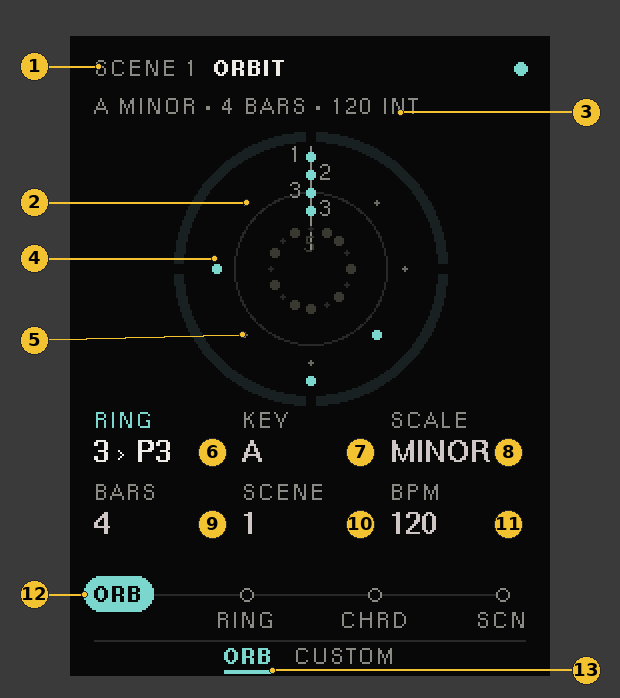 1 SCENE 1 ORBIT
A MINOR · 4 BARS · 120 INT 3
1
2
3
3
5
2
4
5
RING KEY SCALE
3 › P3 6 A 7 MINOR 8
BARS SCENE BPM
4 9 1 10 120 11
12 ORB
RING CHRD SCN
ORB CUSTOM
13